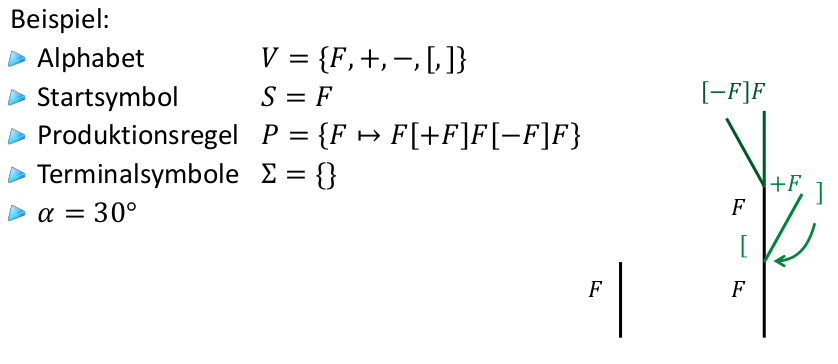 Beispiel:
Alphabet V = {F, +, −, [, ]}
Startsymbol S = F
Produktionsregel P = {F ↦ F[+F]F[−F]F}
Terminalsymbole Σ = {}
α = 30°
[−F]F
+F ]
F
[
F F